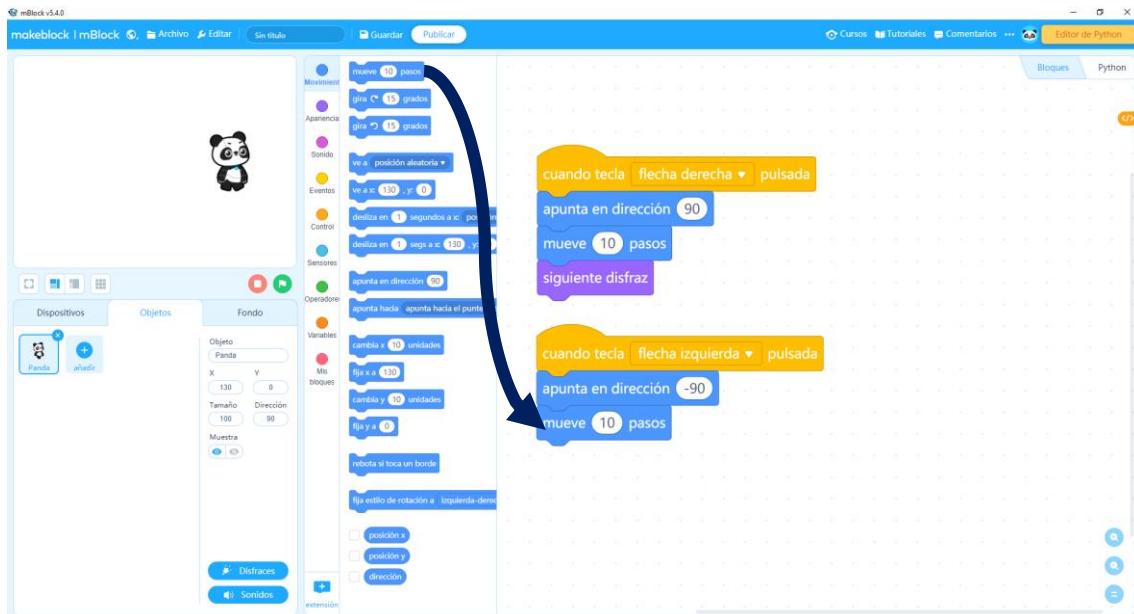 mBlock v5.4.0
makeblock | mBlock Archivo Editar Sin título Guardar Publicar Cursos Tutoriales Comentarios Editor de Python
Bloques Python
Movimient
Apariencia
Sonido
Eventos
Control
Sensores
Operadore
Variables
Mis
bloques
extensión
mueve 10 pasos
gira 15 grados
gira 15 grados
ve a posición aleatoria
ve a x: 130 , y: 0
desliza en 1 segundos a x:
desliza en 1 segs a x: 130 , y:
apunta en dirección 90
apunta hacia apunta hacia el punte
cambia x 10 unidades
fija x a 130
cambia y 10 unidades
fija y a 0
rebota si toca un borde
fija estilo de rotación a izquierda-derec
posición x
posición y
dirección
cuando tecla flecha derecha pulsada
apunta en dirección 90
mueve 10 pasos
siguiente disfraz
cuando tecla flecha izquierda pulsada
apunta en dirección -90
mueve 10 pasos
Dispositivos Objetos Fondo
Panda
añadir
Objeto
Panda
X Y
130 0
Tamaño Dirección
100 90
Muestra
Disfraces
Sonidos